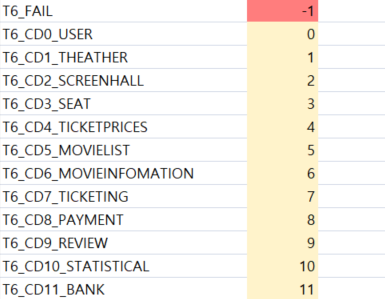 T6_FAIL -1
T6_CD0_USER 0
T6_CD1_THEATHER 1
T6_CD2_SCREENHALL 2
T6_CD3_SEAT 3
T6_CD4_TICKETPRICES 4
T6_CD5_MOVIELIST 5
T6_CD6_MOVIEINFOMATION 6
T6_CD7_TICKETING 7
T6_CD8_PAYMENT 8
T6_CD9_REVIEW 9
T6_CD10_STATISTICAL 10
T6_CD11_BANK 11